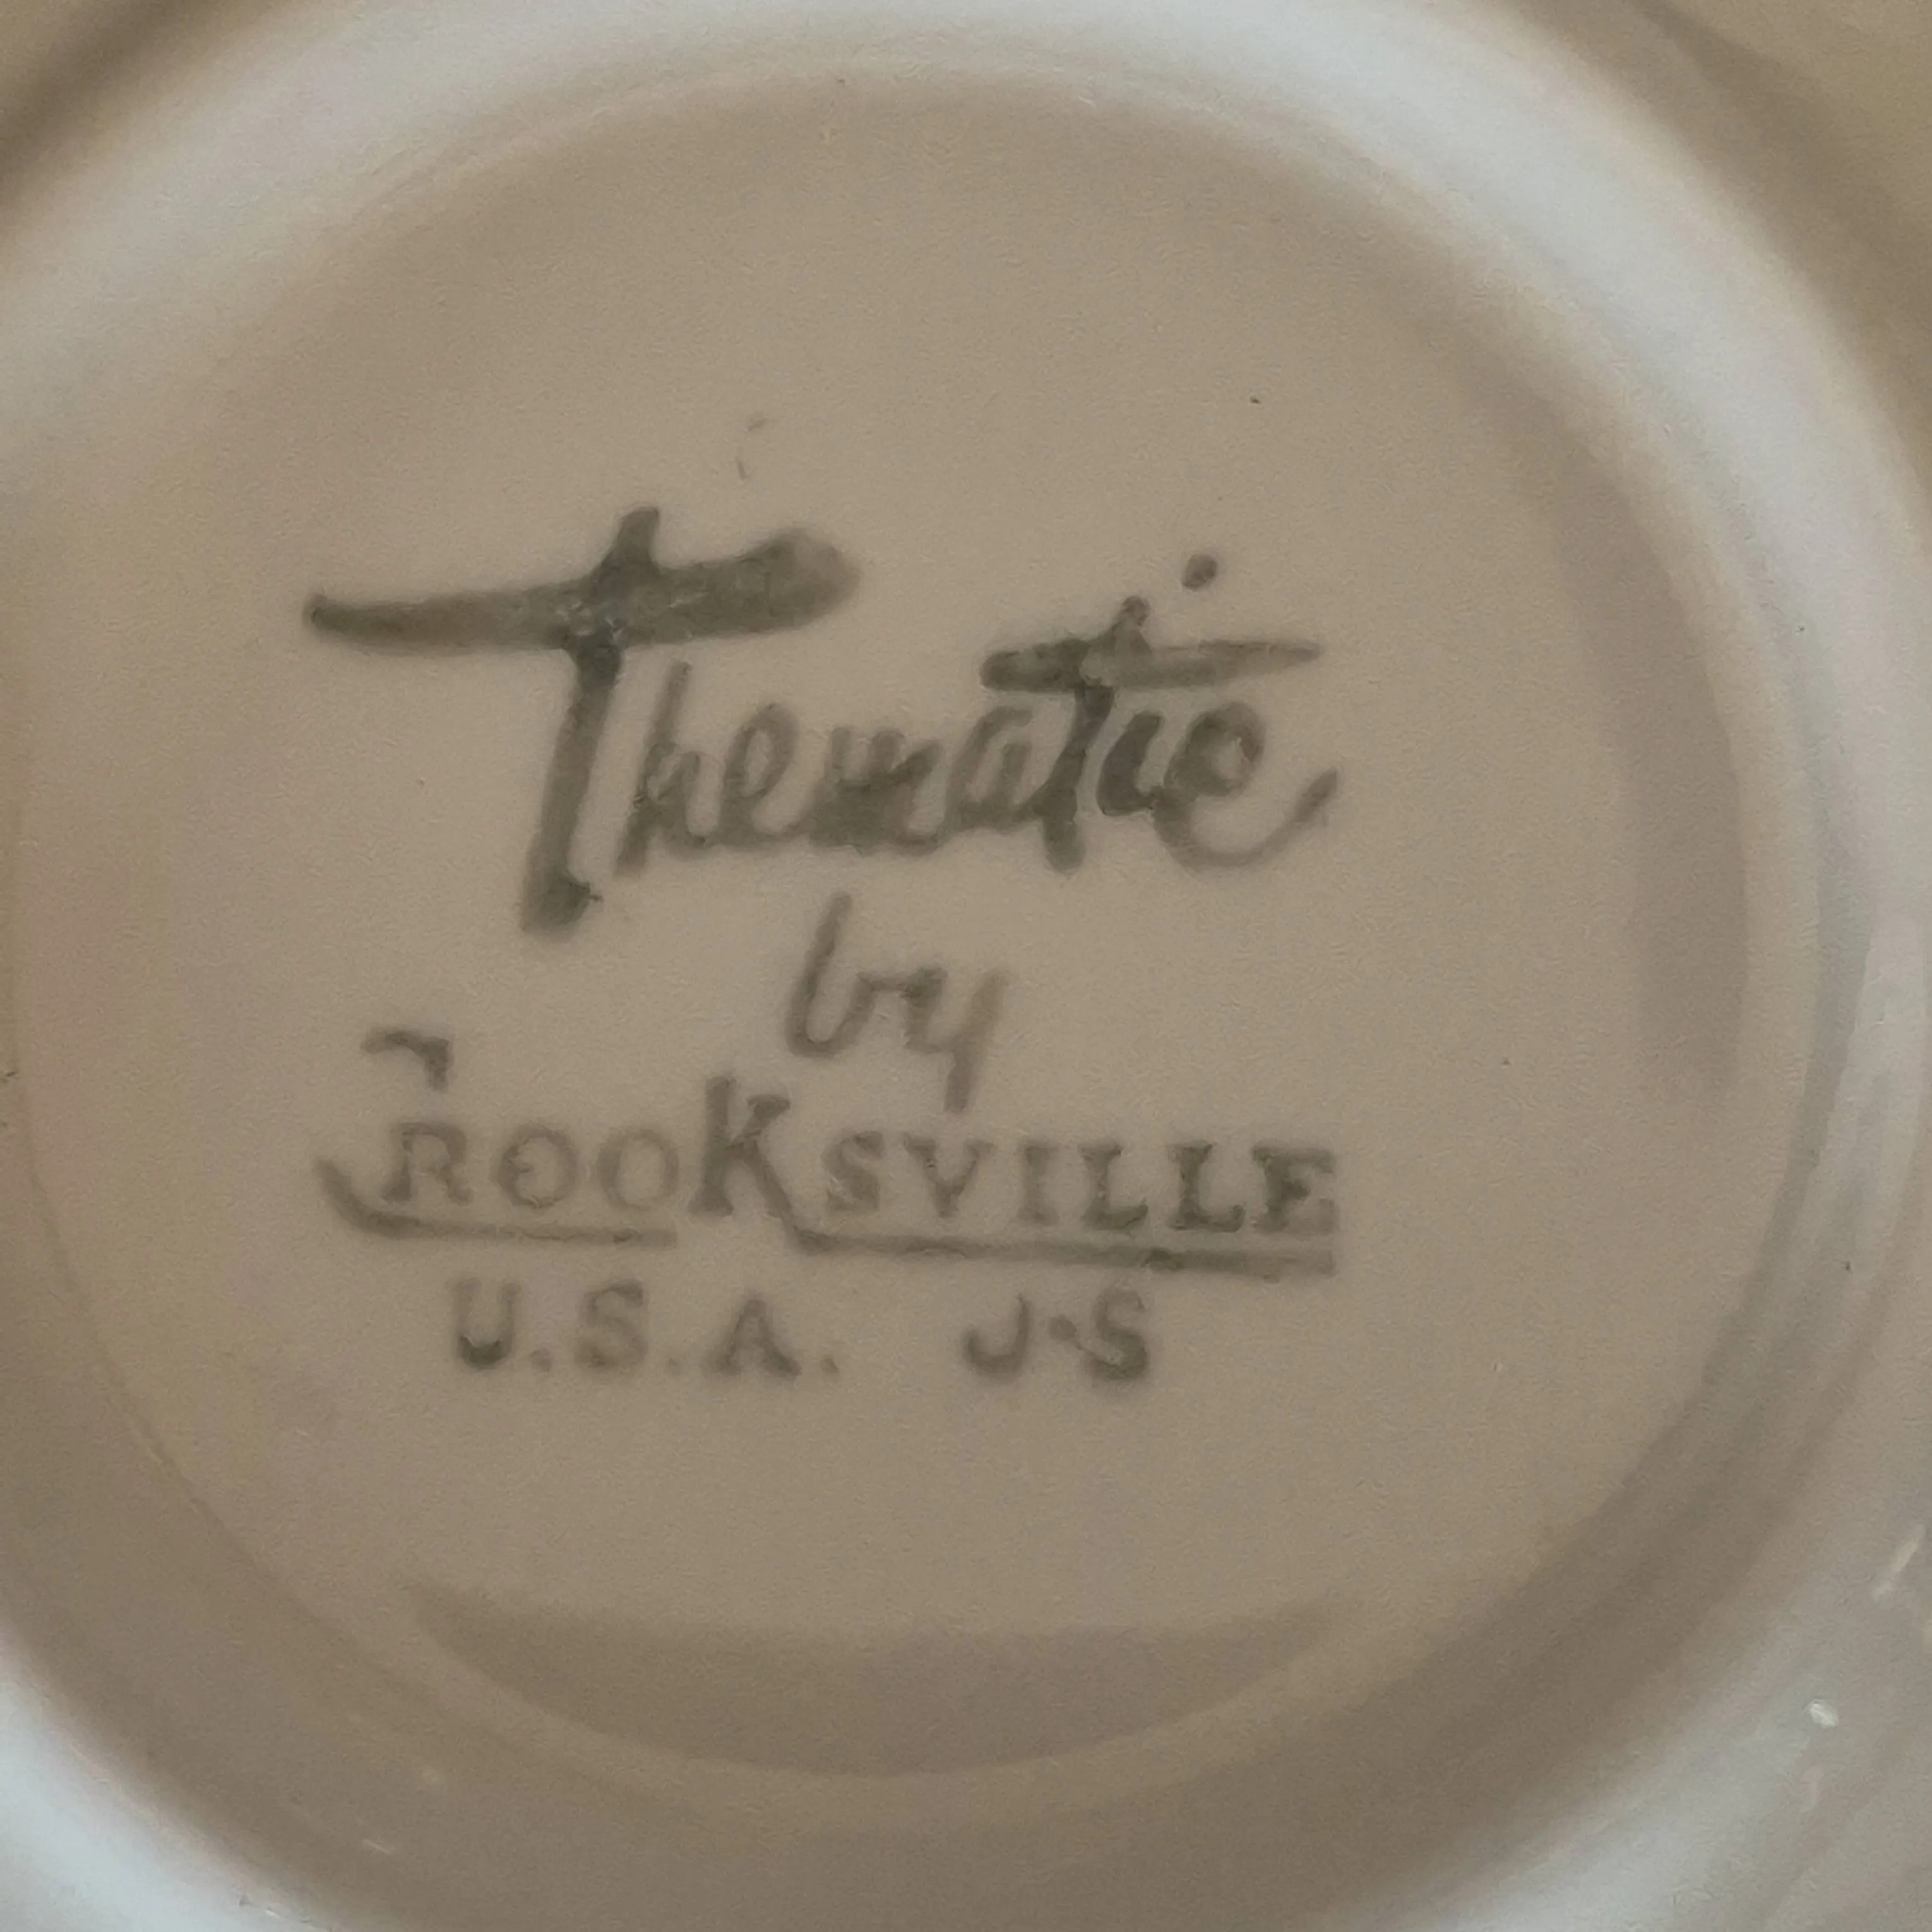 Thematic
by
CROOKSVILLE
U.S.A. J·S